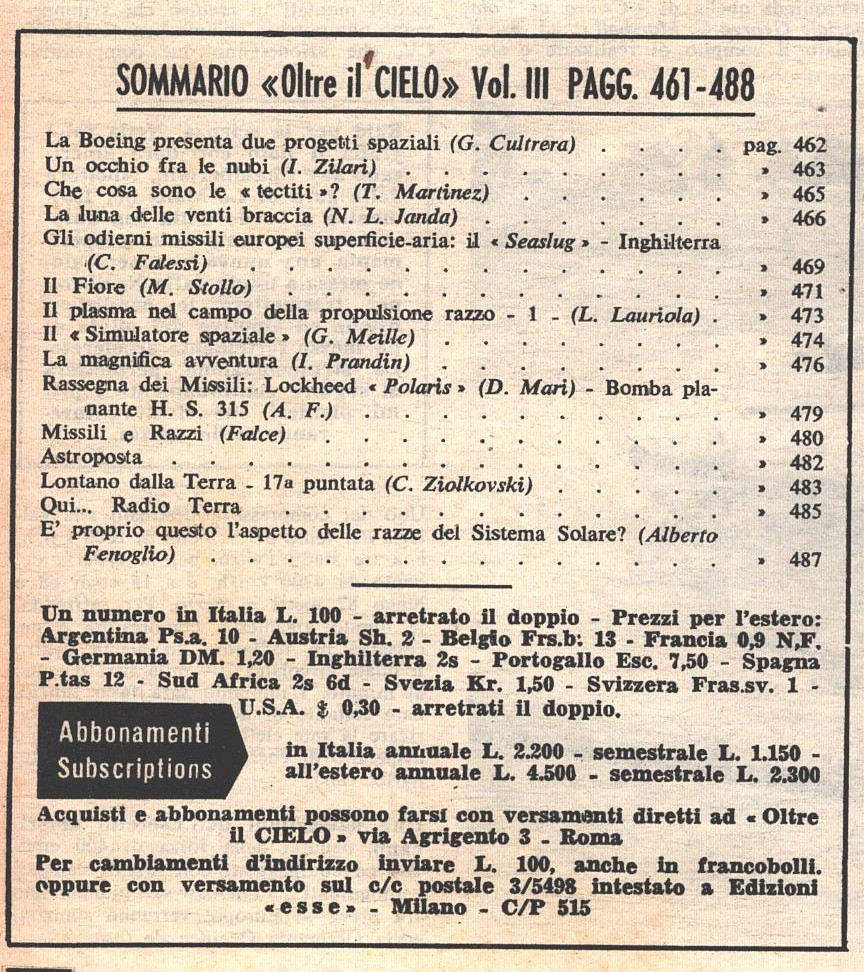 SOMMARIO «Oltre il CIELO» Vol. III PAGG. 461-488
La Boeing presenta due progetti spaziali (G. Cultrera) . . . . pag. 462
Un occhio fra le nubi (I. Zilari) . . . . . . . . . » 463
Che cosa sono le « tectiti »? (T. Martinez) . . . . . . » 465
La luna delle venti braccia (N. L. Janda) . . . . . . . » 466
Gli odierni missili europei superficie-aria: il « Seaslug » - Inghilterra
(C. Falessi) . . . . . . . . . . . . » 469
Il Fiore (M. Stollo) . . . . . . . . . . . » 471
Il plasma nel campo della propulsione razzo - 1 - (L. Lauriola) . » 473
Il « Simulatore spaziale » (G. Meille) . . . . . . . » 474
La magnifica avventura (I. Prandin) . . . . . . . . » 476
Rassegna dei Missili: Lockheed « Polaris » (D. Mari) - Bomba pla-
nante H. S. 315 (A. F.) . . . . . . . . . » 479
Missili e Razzi (Falce) . . . . . . . . . . » 480
Astroposta . . . . . . . . . . . . . » 482
Lontano dalla Terra - 17a puntata (C. Ziolkovski) . . . . . » 483
Qui... Radio Terra . . . . . . . . . . » 485
E' proprio questo l'aspetto delle razze del Sistema Solare? (Alberto
Fenoglio) . . . . . . . . . . . . . » 487
Un numero in Italia L. 100 - arretrato il doppio - Prezzi per l'estero:
Argentina Ps.a. 10 - Austria Sh. 2 - Belgio Frs.b: 13 - Francia 0,9 N.F.
- Germania DM. 1,20 - Inghilterra 2s - Portogallo Esc. 7,50 - Spagna
P.tas 12 - Sud Africa 2s 6d - Svezia Kr. 1,50 - Svizzera Fras.sv. 1 -
U.S.A. $ 0,30 - arretrati il doppio.
Abbonamenti
Subscriptions
in Italia annuale L. 2.200 - semestrale L. 1.150 -
all'estero annuale L. 4.500 - semestrale L. 2.300
Acquisti e abbonamenti possono farsi con versamenti diretti ad « Oltre
il CIELO » via Agrigento 3 - Roma
Per cambiamenti d'indirizzo inviare L. 100, anche in francobolli.
oppure con versamento sul c/c postale 3/5498 intestato a Edizioni
«esse» - Milano - C/P 515